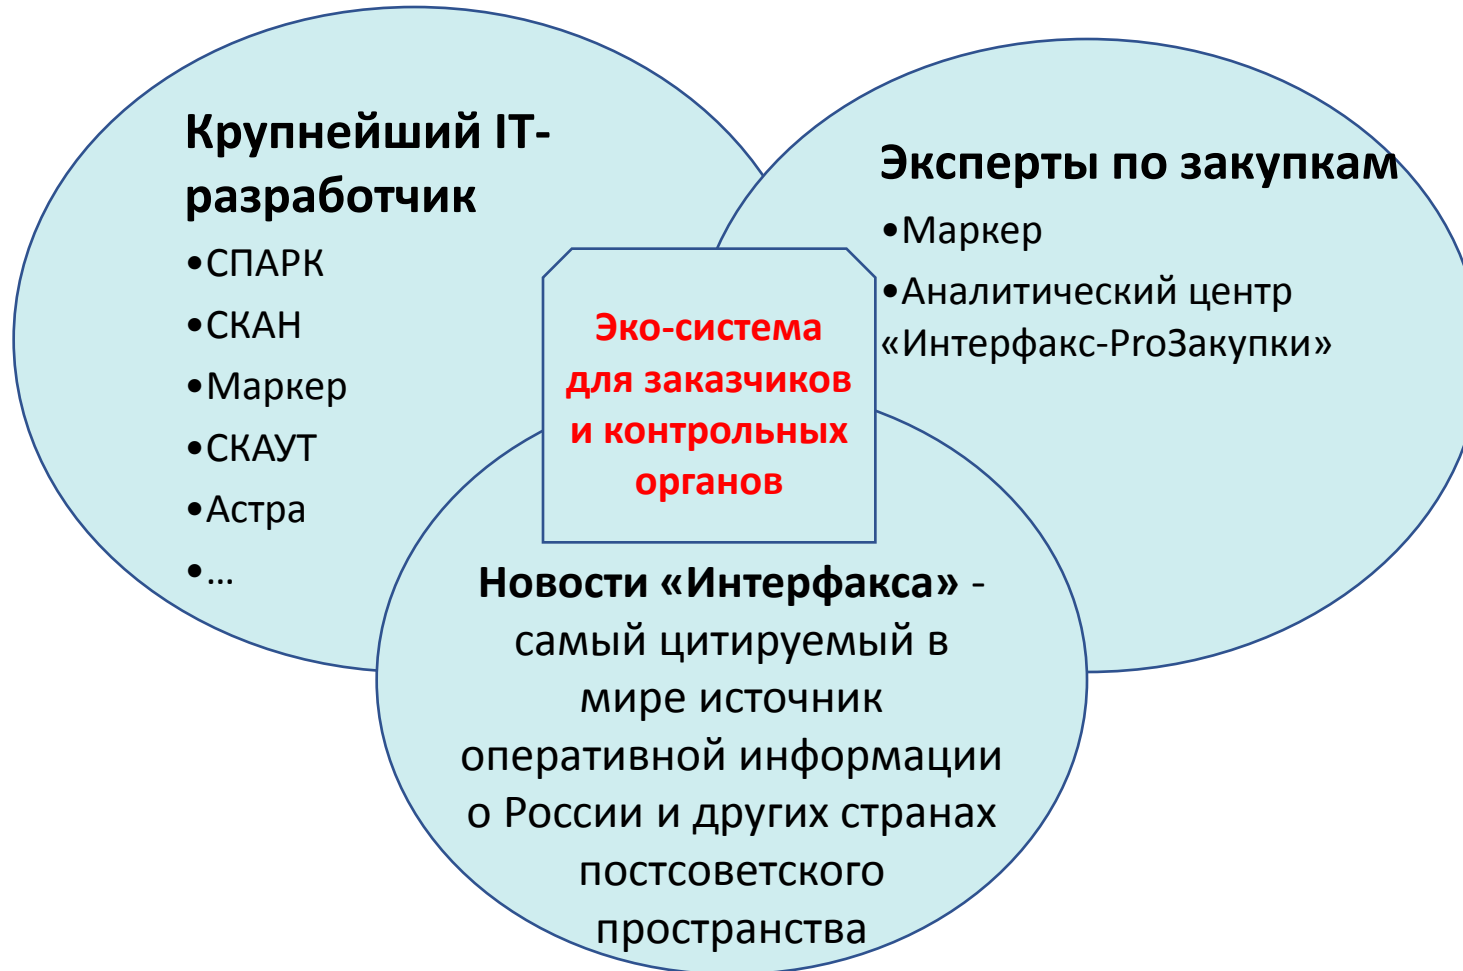 Крупнейший IT-
разработчик
•СПАРК
•СКАН
•Маркер
•СКАУТ
•Астра
•...
Эксперты по закупкам
•Маркер
•Аналитический центр
«Интерфакс-ProЗакупки»
Эко-система
для заказчиков
и контрольных
органов
Новости «Интерфакса» -
самый цитируемый в
мире источник
оперативной информации
о России и других странах
постсоветского
пространства